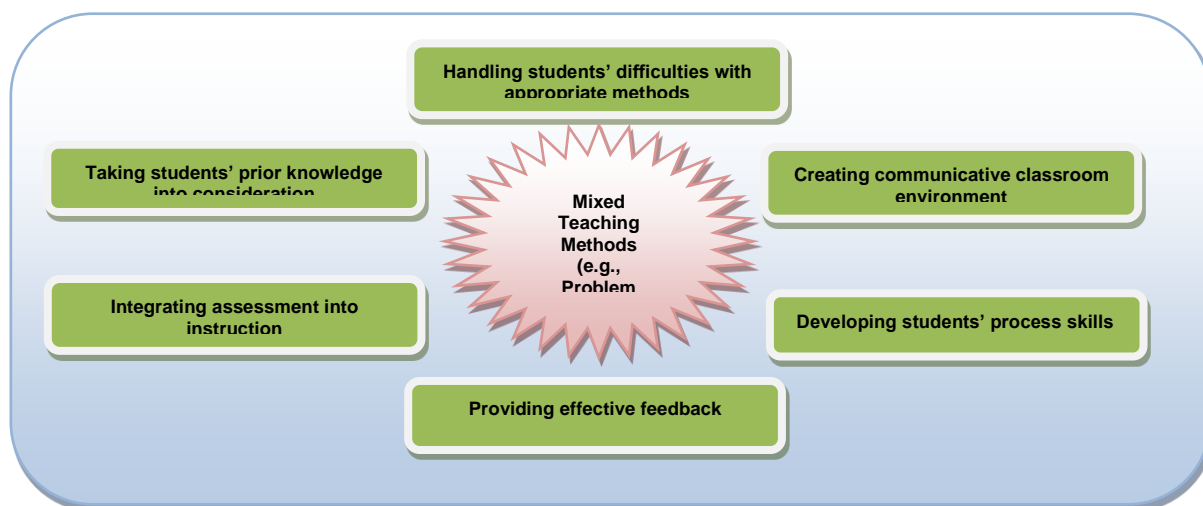 Handling students’ difficulties with
appropriate methods
Taking students’ prior knowledge
into consideration
Creating communicative classroom
environment
Mixed
Teaching
Methods
(e.g.,
Problem
Integrating assessment into
instruction
Developing students’ process skills
Providing effective feedback